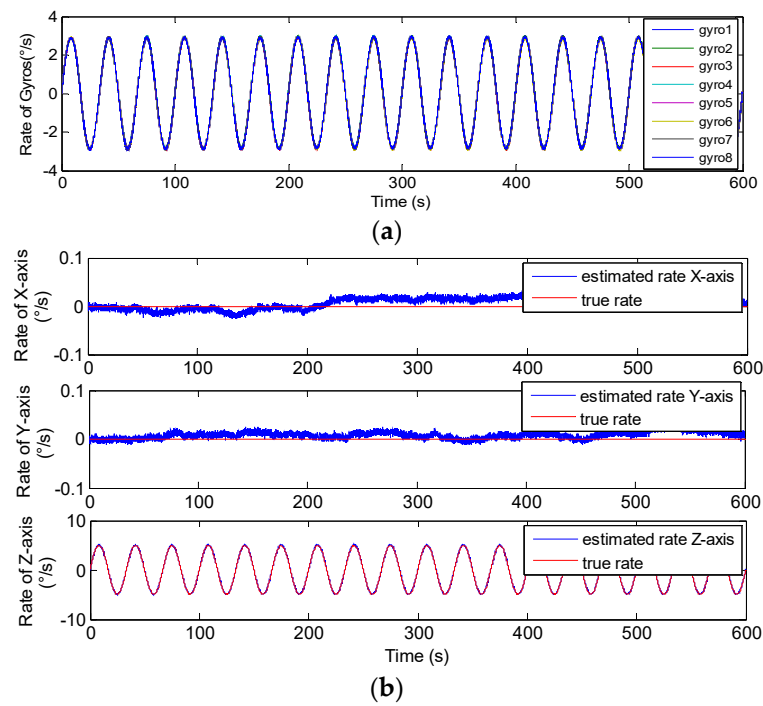 4
2
0
-2
-4
Rate of Gyros(°/s)
gyro1
gyro2
gyro3
gyro4
gyro5
gyro6
gyro7
gyro8
0 100 200 300 400 500 600
Time (s)
(a)
0.1
0
-0.1
Rate of X-axis
(°/s)
estimated rate X-axis
true rate
0 100 200 300 400 500 600
0.1
0
-0.1
Rate of Y-axis
(°/s)
estimated rate Y-axis
true rate
0 100 200 300 400 500 600
10
0
-10
Rate of Z-axis
(°/s)
estimated rate Z-axis
true rate
0 100 200 300 400 500 600
Time (s)
(b)